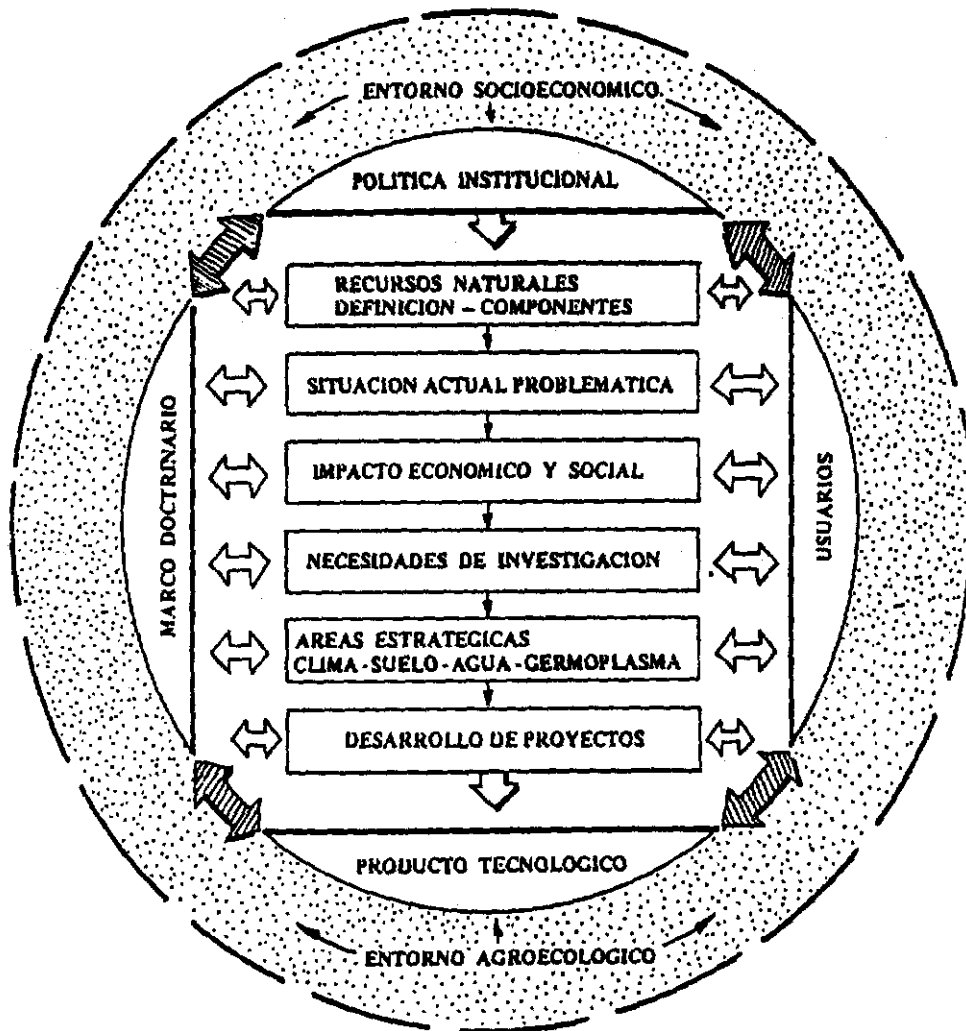 ENTORNO SOCIOECONOMICO.
POLITICA INSTITUCIONAL
RECURSOS NATURALES
DEFINICION - COMPONENTES
SITUACION ACTUAL PROBLEMATICA
IMPACTO ECONOMICO Y SOCIAL
MARCO DOCTRINARIO
USUARIOS
NECESIDADES DE INVESTIGACION
AREAS ESTRATEGICAS
CLIMA - SUELO - AGUA - GERMOPLASMA
DESARROLLO DE PROYECTOS
PRODUCTO TECNOLOGICO
ENTORNO AGROECOLOGICO